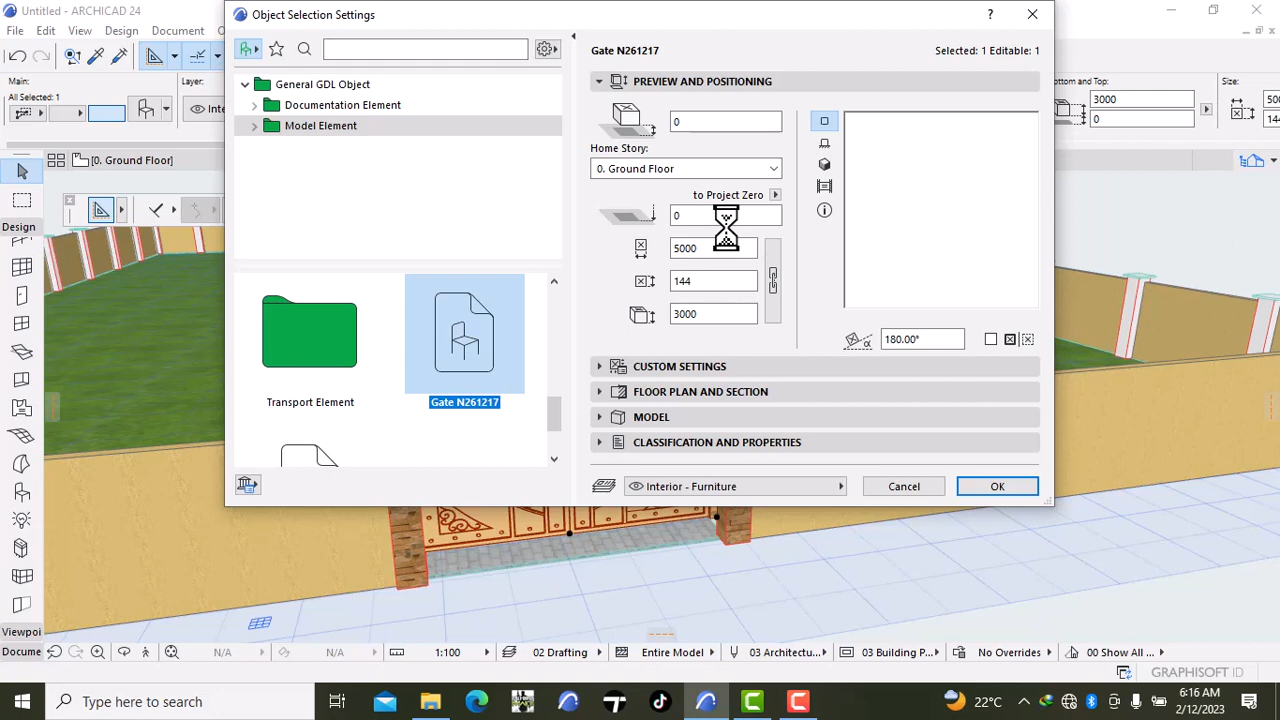 Untitled - ARCHICAD 24
File Edit View Design Document
Object Selection Settings
?
Main:
All Selected: 1
Layer:
General GDL Object
Documentation Element
Model Element
Transport Element
Gate N261217
Gate N261217
Selected: 1 Editable: 1
PREVIEW AND POSITIONING
0
Home Story:
0. Ground Floor
to Project Zero
0
5000
144
3000
180.00°
CUSTOM SETTINGS
FLOOR PLAN AND SECTION
MODEL
CLASSIFICATION AND PROPERTIES
Interior - Furniture
Cancel
OK
ottom and Top:
3000
0
Size:
144
[0. Ground Floor]
Design
Viewpoi
Docume
N/A
N/A
1:100
02 Drafting
Entire Model
03 Architectu...
03 Building P...
No Overrides
00 Show All ...
GRAPHISOFT ID
Type here to search
22°C
6:16 AM
2/12/2023